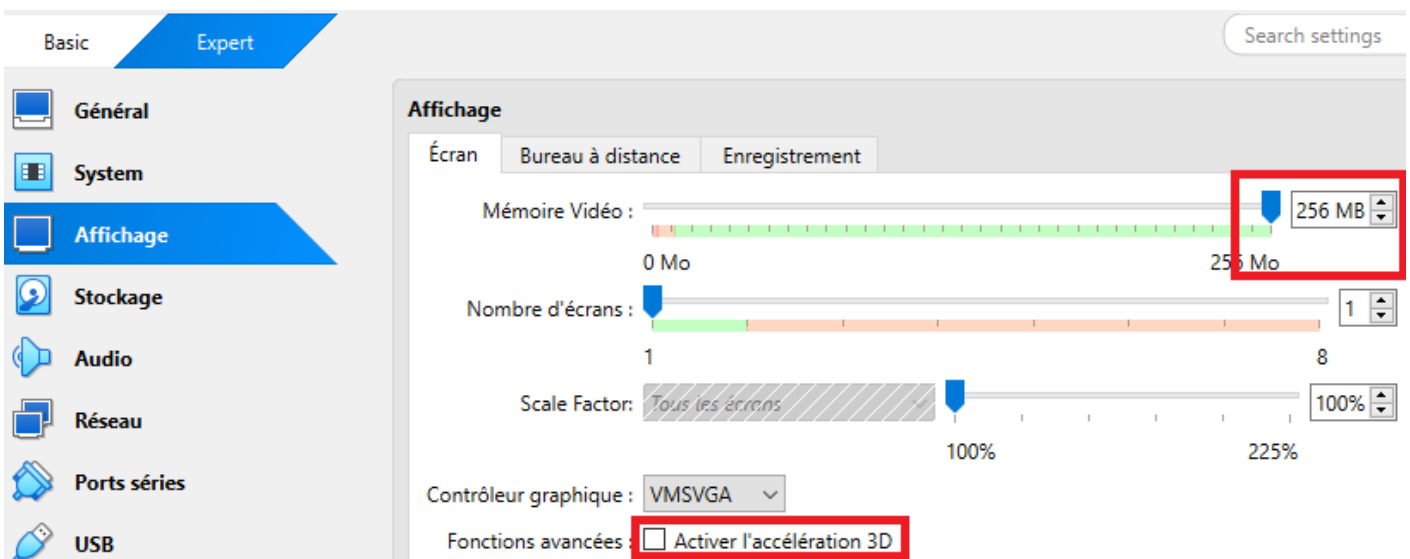 Basic Expert Search settings
Général
System
Affichage
Stockage
Audio
Réseau
Ports séries
USB
Affichage
Écran Bureau à distance Enregistrement
Mémoire Vidéo : 256 MB
0 Mo 256 Mo
Nombre d'écrans : 1
1 8
Scale Factor: Tous les écrans 100%
100% 225%
Contrôleur graphique : VMSVGA
Fonctions avancées : Activer l'accélération 3D